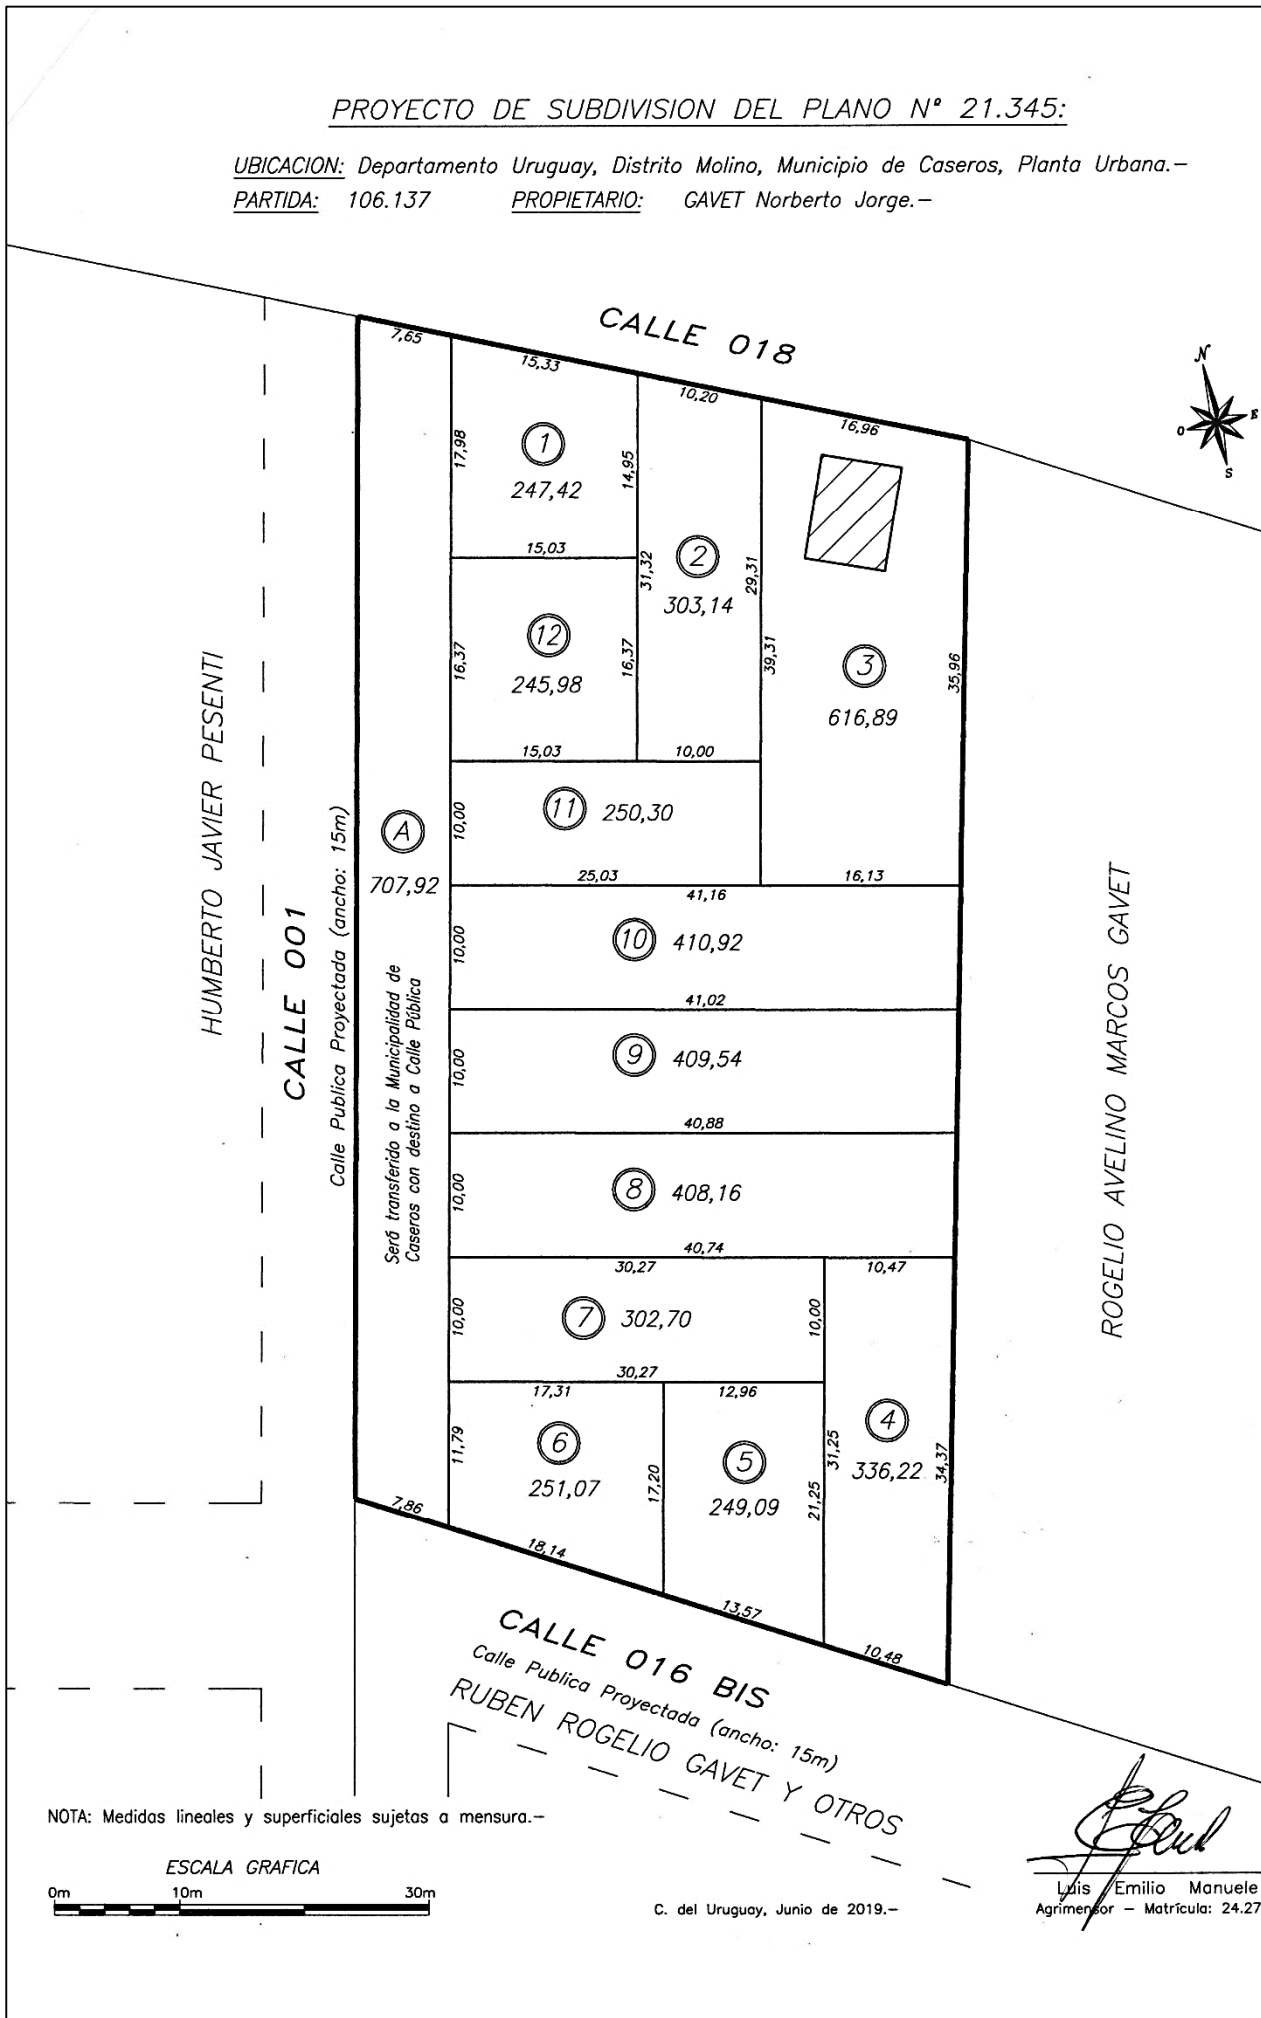 PROYECTO DE SUBDIVISION DEL PLANO N° 21.345:
UBICACION: Departamento Uruguay, Distrito Molino, Municipio de Caseros, Planta Urbana.—
PARTIDA: 106.137 PROPIETARIO: GAVET Norberto Jorge.—
CALLE 018
7,65
15,33
10,20
16,96
N
E
O
S
1
247,42
17,98
14,95
15,03
2
303,14
31,32
29,31
3
616,89
39,31
35,96
12
245,98
16,37
16,37
15,03
10,00
11
250,30
10,00
25,03
16,13
A
707,92
Será transferido a la Municipalidad de
Caseros con destino a Calle Pública
HUMBERTO JAVIER PESENTI
CALLE 001
Calle Publica Proyectada (ancho: 15m)
41,16
10
410,92
10,00
41,02
9
409,54
10,00
40,88
8
408,16
10,00
40,74
30,27
10,47
7
302,70
10,00
10,00
30,27
17,31
12,96
6
251,07
11,79
17,20
5
249,09
21,25
31,25
4
336,22
34,37
ROGELIO AVELINO MARCOS GAVET
7,86
18,14
13,57
10,48
CALLE 016 BIS
Calle Publica Proyectada (ancho: 15m)
RUBEN ROGELIO GAVET Y OTROS
NOTA: Medidas lineales y superficiales sujetas a mensura.—
ESCALA GRAFICA
0m 10m 30m
C. del Uruguay, Junio de 2019.—
Luis Emilio Manuele
Agrimensor — Matrícula: 24.27